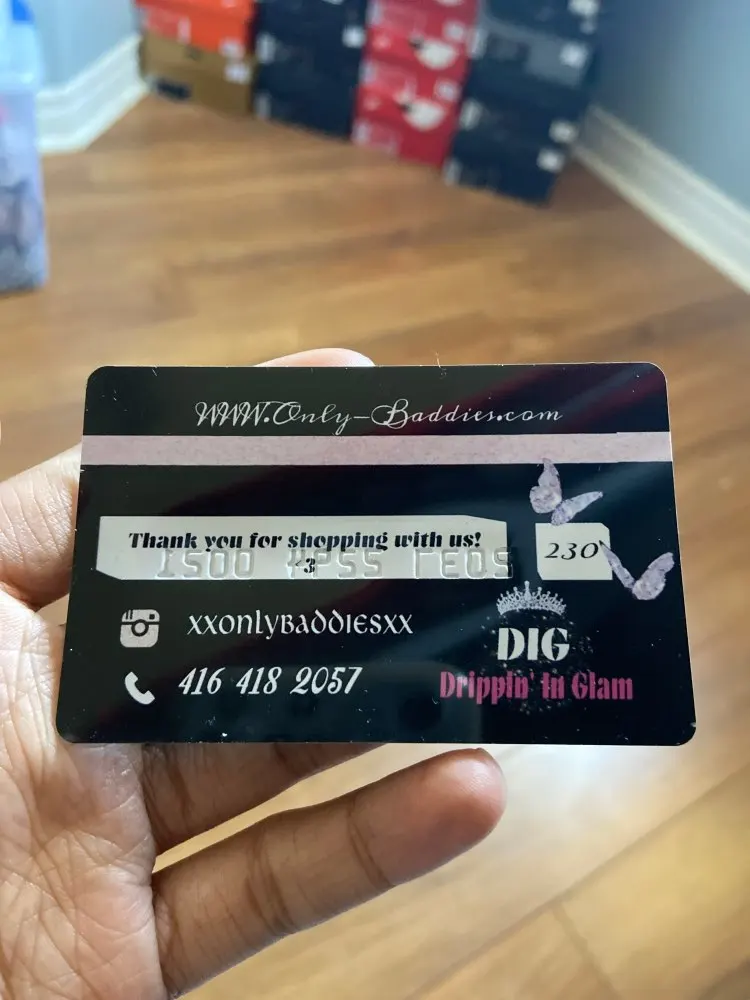 WWW.Only-Baddies.com
Thank you for shopping with us!
<3
230
xxonlyBaddiesxx
416 418 2057
DIG
Drippin' In Glam